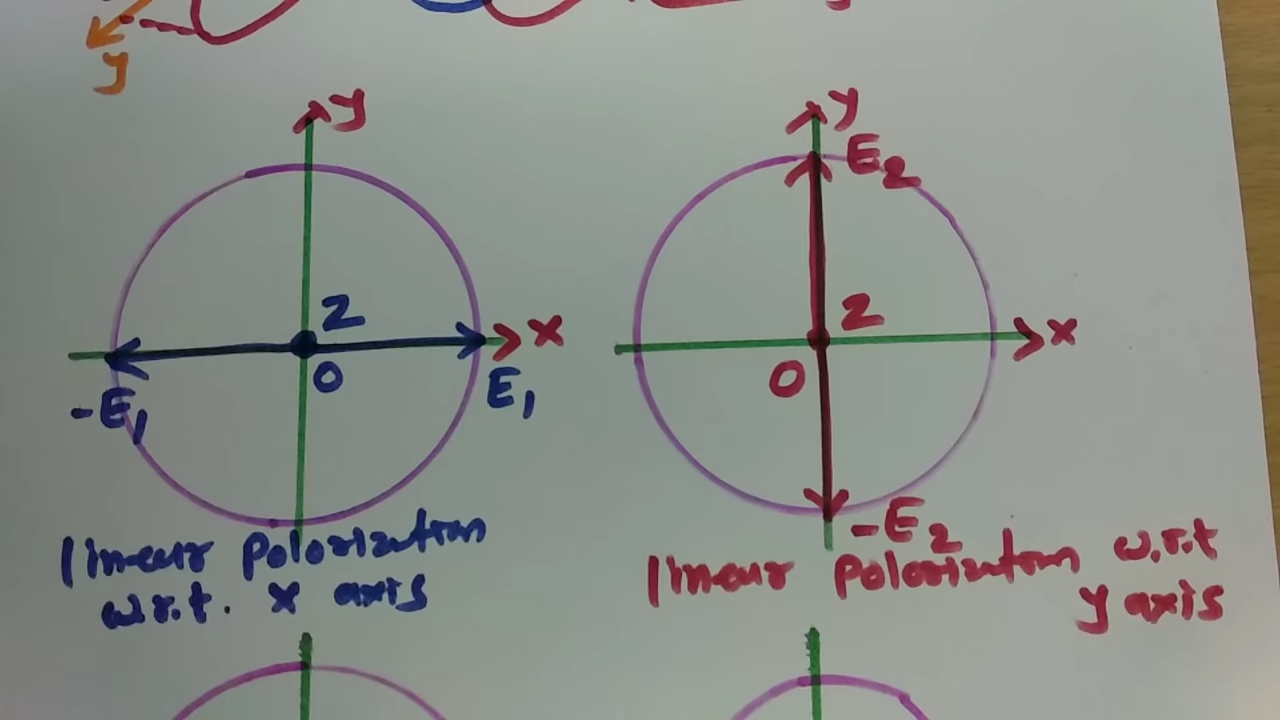 y
y
y
E2
Z
x
Z
x
O
E1
O
-E1
-E2
linear polarization
w.r.t. x axis
linear polarization w.r.t
y axis